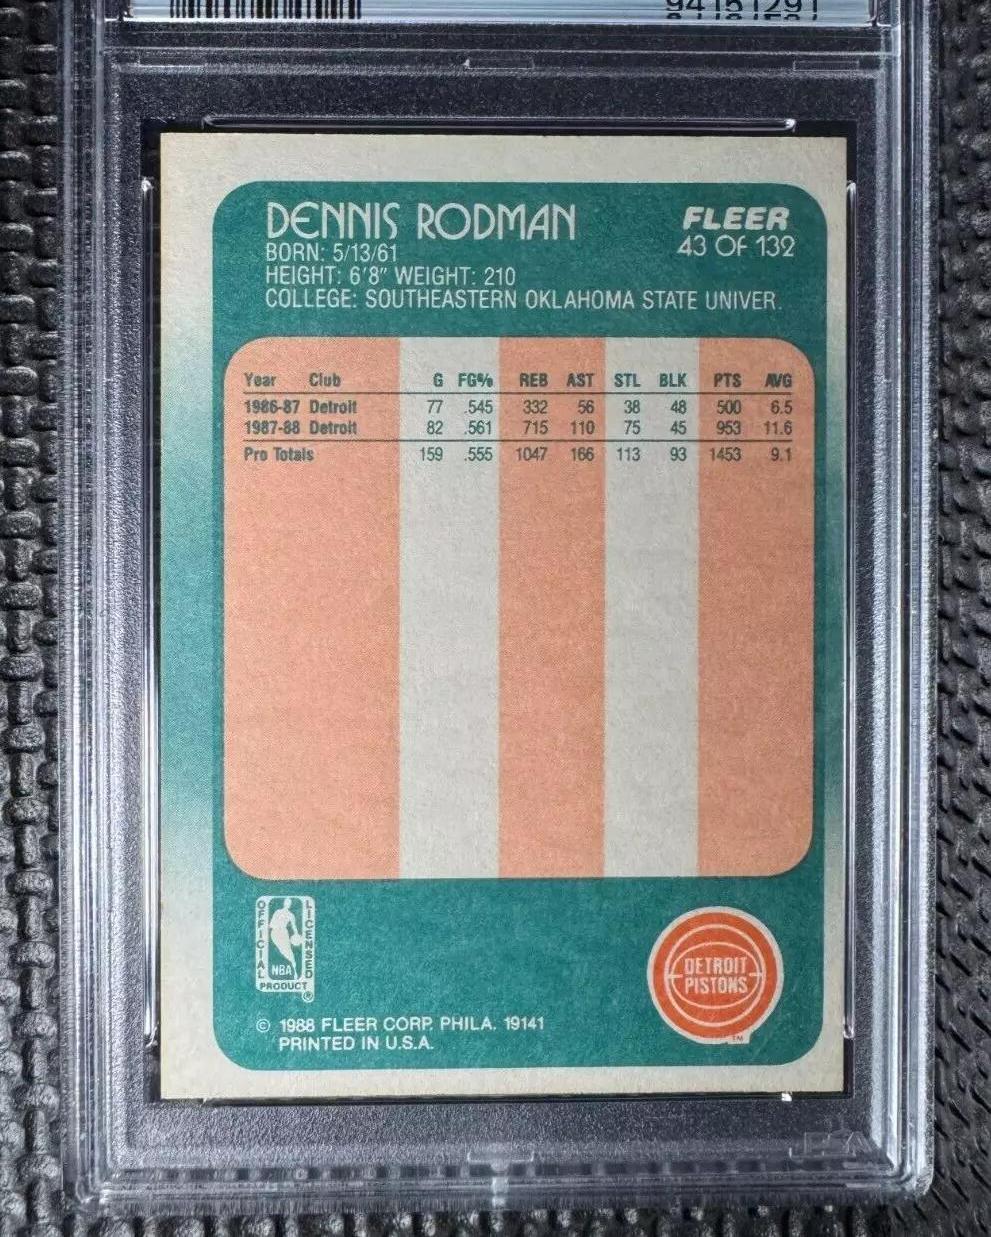 94151291
DENNIS RODMAN
BORN: 5/13/61
HEIGHT: 6'8" WEIGHT: 210
COLLEGE: SOUTHEASTERN OKLAHOMA STATE UNIVER.
FLEER
43 OF 132
Year Club G FG% REB AST STL BLK PTS AVG
1986-87 Detroit 77 .545 332 56 38 48 500 6.5
1987-88 Detroit 82 .561 715 110 75 45 953 11.6
Pro Totals 159 .555 1047 166 113 93 1453 9.1
OFFICIAL
LICENSED
NBA
PRODUCT
®
DETROIT
PISTONS
TM
© 1988 FLEER CORP. PHILA. 19141
PRINTED IN U.S.A.
PSA